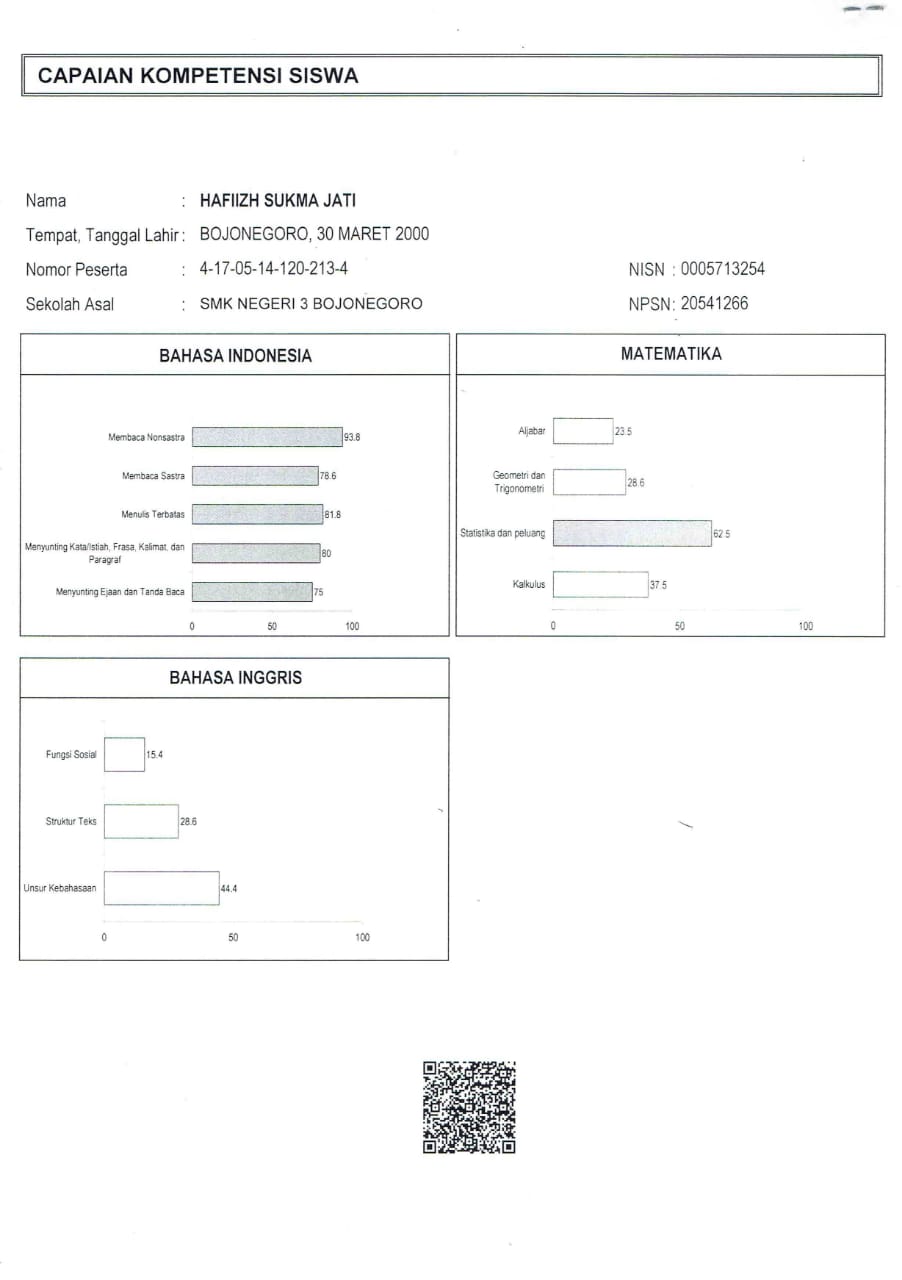 CAPAIAN KOMPETENSI SISWA
Nama : HAFIIZH SUKMA JATI
Tempat, Tanggal Lahir : BOJONEGORO, 30 MARET 2000
Nomor Peserta : 4-17-05-14-120-213-4
NISN : 0005713254
Sekolah Asal : SMK NEGERI 3 BOJONEGORO
NPSN : 20541266
BAHASA INDONESIA
Membaca Nonsastra 93.8
Membaca Sastra 78.6
Menulis Terbatas 81.8
Menyunting Kata/Istiah, Frasa, Kalimat, dan
Paragraf 80
Menyunting Ejaan dan Tanda Baca 75
0 50 100
MATEMATIKA
Aljabar 23.5
Geometri dan
Trigonometri 28.6
Statistika dan peluang 62.5
Kalkulus 37.5
0 50 100
BAHASA INGGRIS
Fungsi Sosial 15.4
Struktur Teks 28.6
Unsur Kebahasaan 44.4
0 50 100